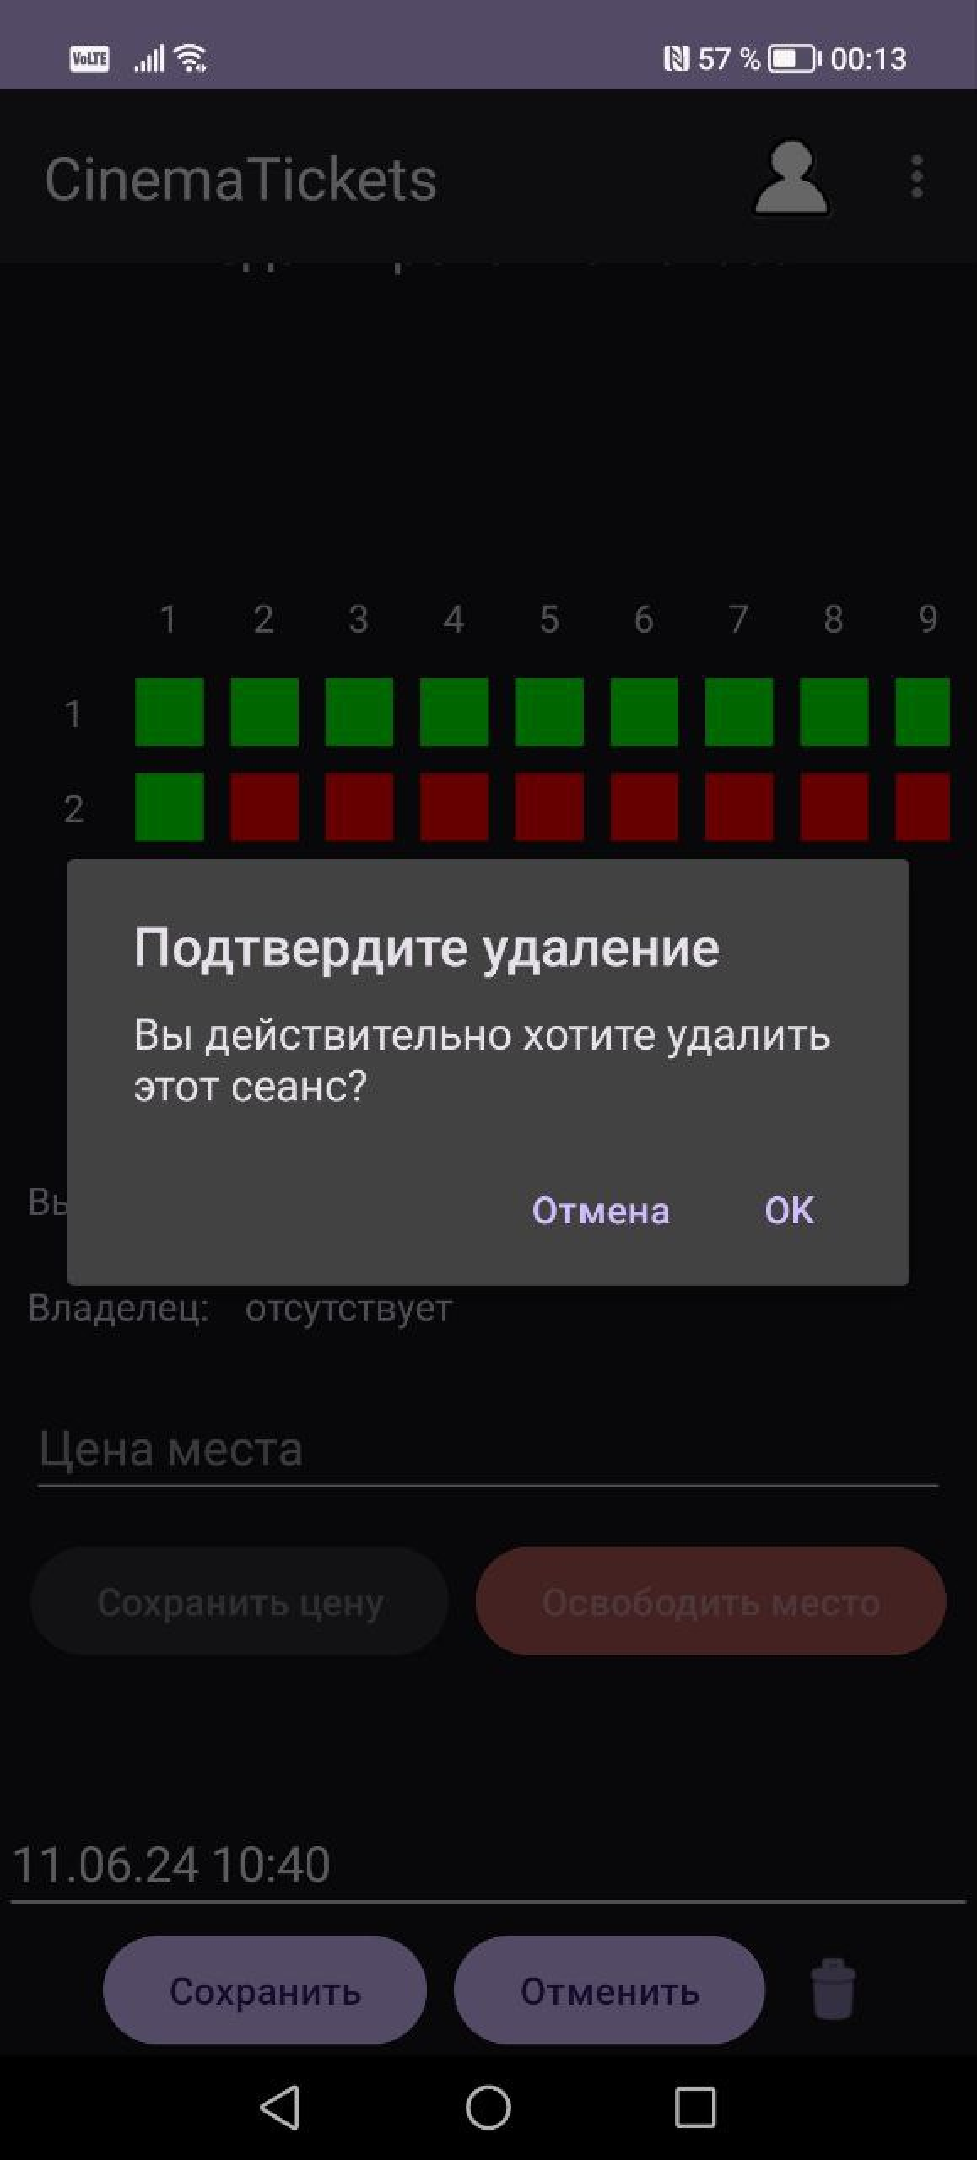 VoLTE 57 % 00:13
CinemaTickets
1 2 3 4 5 6 7 8 9
1
2
Подтвердите удаление
Вы действительно хотите удалить
этот сеанс?
Отмена OK
Владелец: отсутствует
Цена места
Сохранить цену Освободить место
11.06.24 10:40
Сохранить Отменить